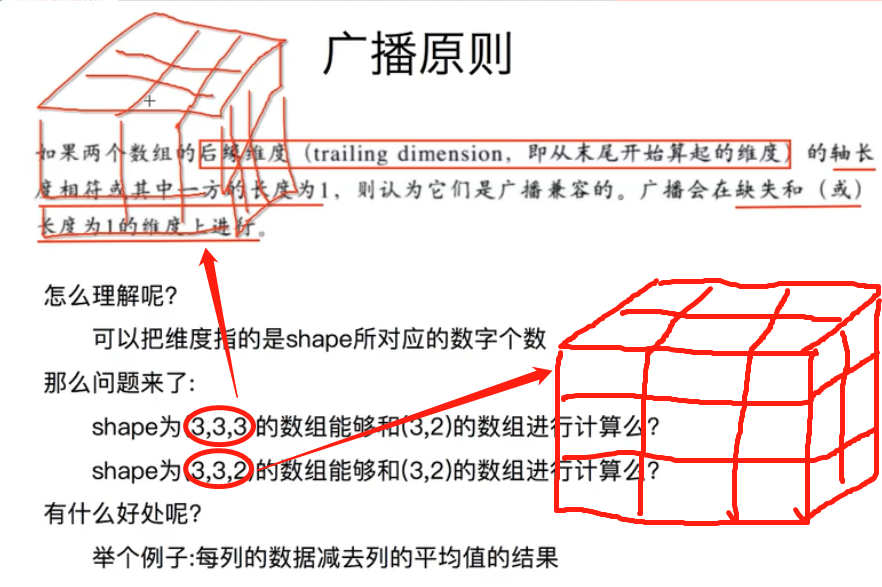 广播原则
如果两个数组的后缘维度（trailing dimension，即从末尾开始算起的维度）的轴长
度相符或其中一方的长度为1，则认为它们是广播兼容的。广播会在缺失和（或）
长度为1的维度上进行。
怎么理解呢?
可以把维度指的是shape所对应的数字个数
那么问题来了:
shape为(3,3,3)的数组能够和(3,2)的数组进行计算么?
shape为(3,3,2)的数组能够和(3,2)的数组进行计算么?
有什么好处呢?
举个例子:每列的数据减去列的平均值的结果